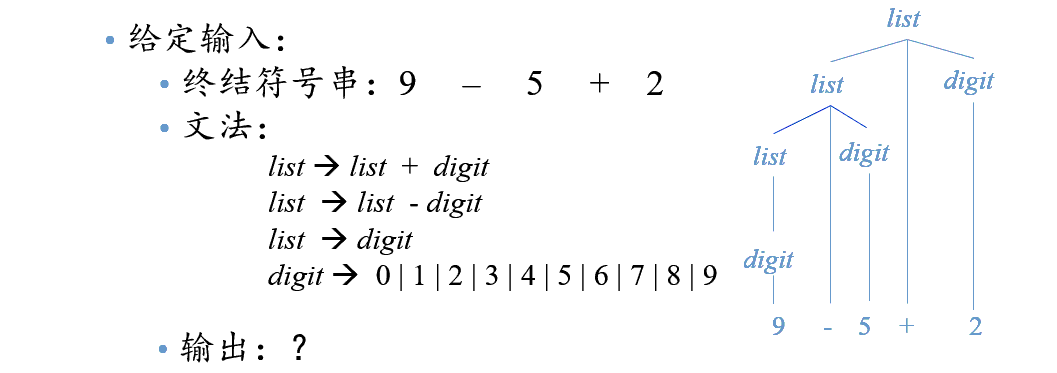 • 给定输入：
• 终结符号串：9 – 5 + 2
• 文法：
list → list + digit
list → list - digit
list → digit
digit → 0 | 1 | 2 | 3 | 4 | 5 | 6 | 7 | 8 | 9
• 输出：？
list
list digit
list digit
digit
9 - 5 + 2